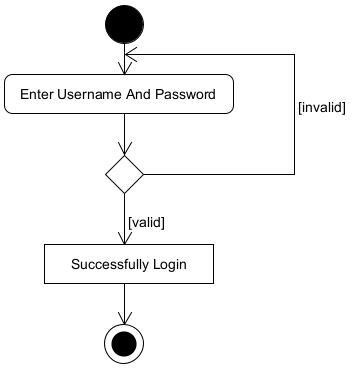 Enter Username And Password
[invalid]
[valid]
Successfully Login